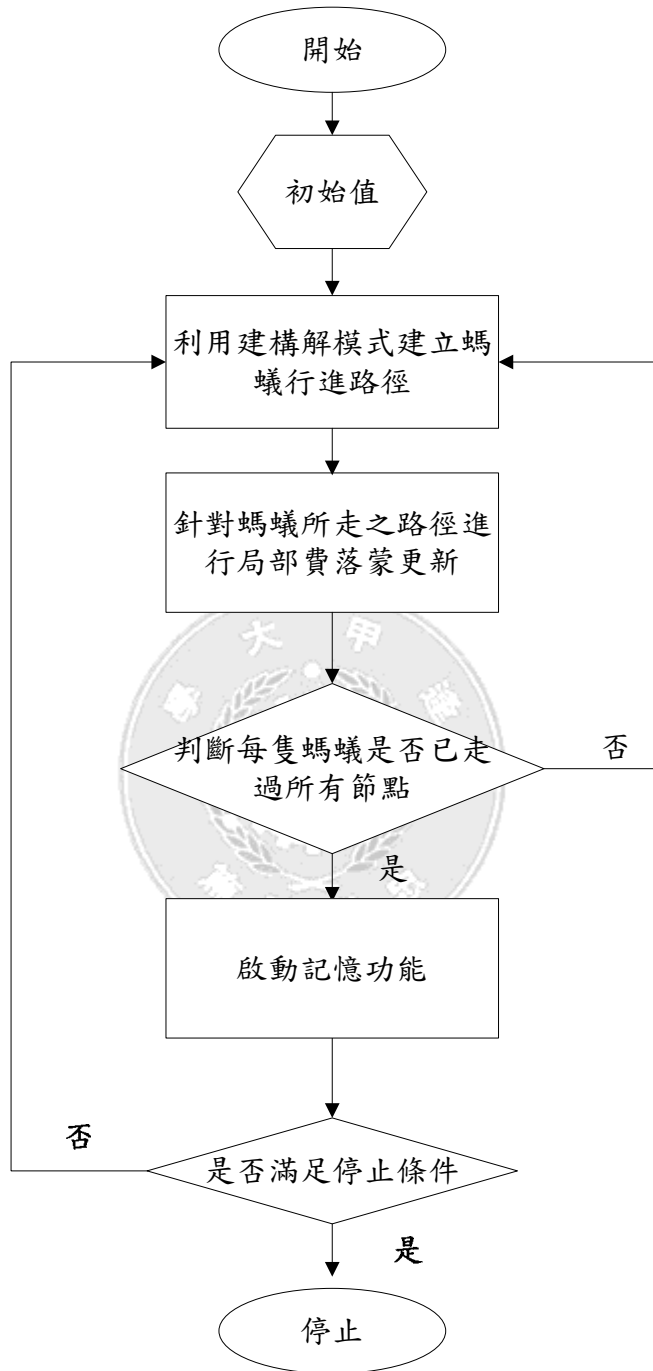 開始
初始值
利用建構解模式建立螞
蟻行進路徑
針對螞蟻所走之路徑進
行局部費落蒙更新
大 甲 逢
判斷每隻螞蟻是否已走
過所有節點
否
是
啟動記憶功能
否
是否滿足停止條件
是
停止